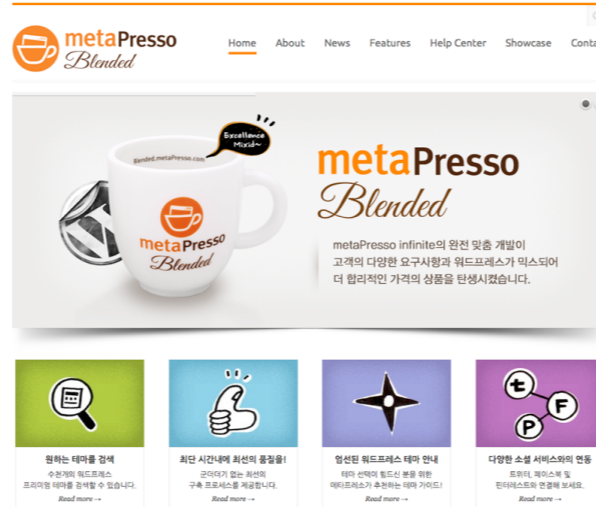 metaPresso
Blended
Home About News Features Help Center Showcase Conta
Excellence
Mixid~
Blended.metaPresso.com
metaPresso
Blended
metaPresso
Blended
metaPresso infinite의 완전 맞춤 개발이
고객의 다양한 요구사항과 워드프레스가 믹스되어
더 합리적인 가격의 상품을 탄생시켰습니다.
t
F
P
원하는 테마를 검색
수천개의 워드프레스
프리미엄 테마를 검색할 수 있습니다.
Read more →
최단 시간내에 최선의 품질을!
군더더기 없는 최선의
구축 프로세스를 제공합니다.
Read more →
엄선된 워드프레스 테마 안내
테마 선택이 힘드신 분을 위한
메타프레소가 추천하는 테마 가이드!
Read more →
다양한 소셜 서비스와의 연동
트위터, 페이스북 및
핀터레스트와 연결해 보세요.
Read more →